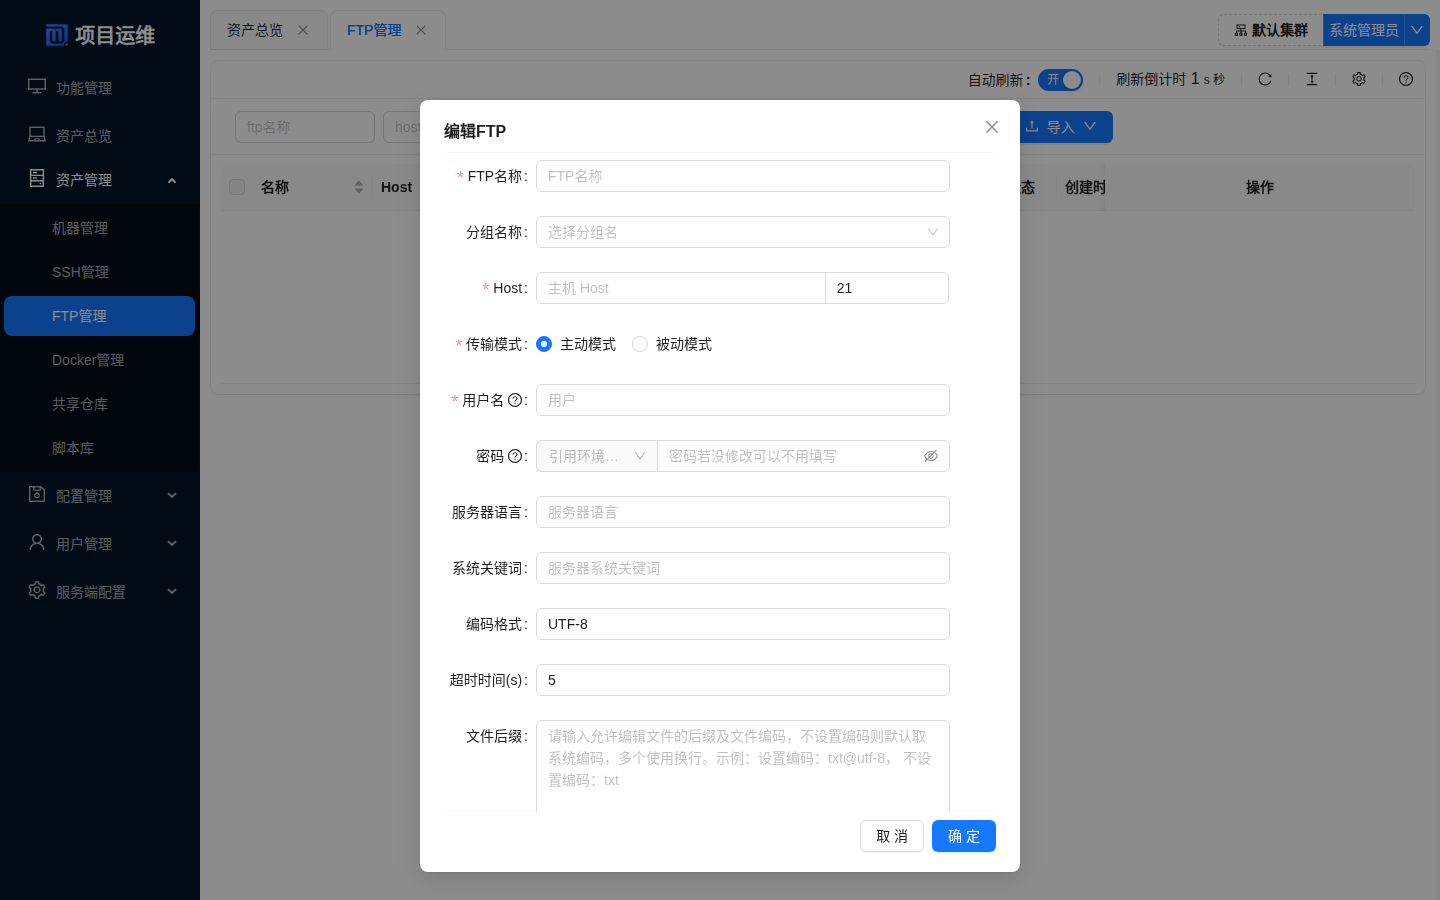 项目运维
功能管理
资产总览
资产管理
机器管理
SSH管理
FTP管理
Docker管理
共享仓库
脚本库
配置管理
用户管理
服务端配置
资产总览
FTP管理
默认集群
系统管理员
自动刷新：
开
刷新倒计时 1 s 秒
ftp名称
host
导入
名称
Host
态
创建时
操作
编辑FTP
* FTP名称:
FTP名称
分组名称:
选择分组名
* Host:
主机 Host
21
* 传输模式:
主动模式
被动模式
* 用户名 :
用户
密码 :
引用环境...
密码若没修改可以不用填写
服务器语言:
服务器语言
系统关键词:
服务器系统关键词
编码格式:
UTF-8
超时时间(s):
5
文件后缀:
请输入允许编辑文件的后缀及文件编码，不设置编码则默认取
系统编码，多个使用换行。示例：设置编码：txt@utf-8， 不设
置编码：txt
取 消
确 定